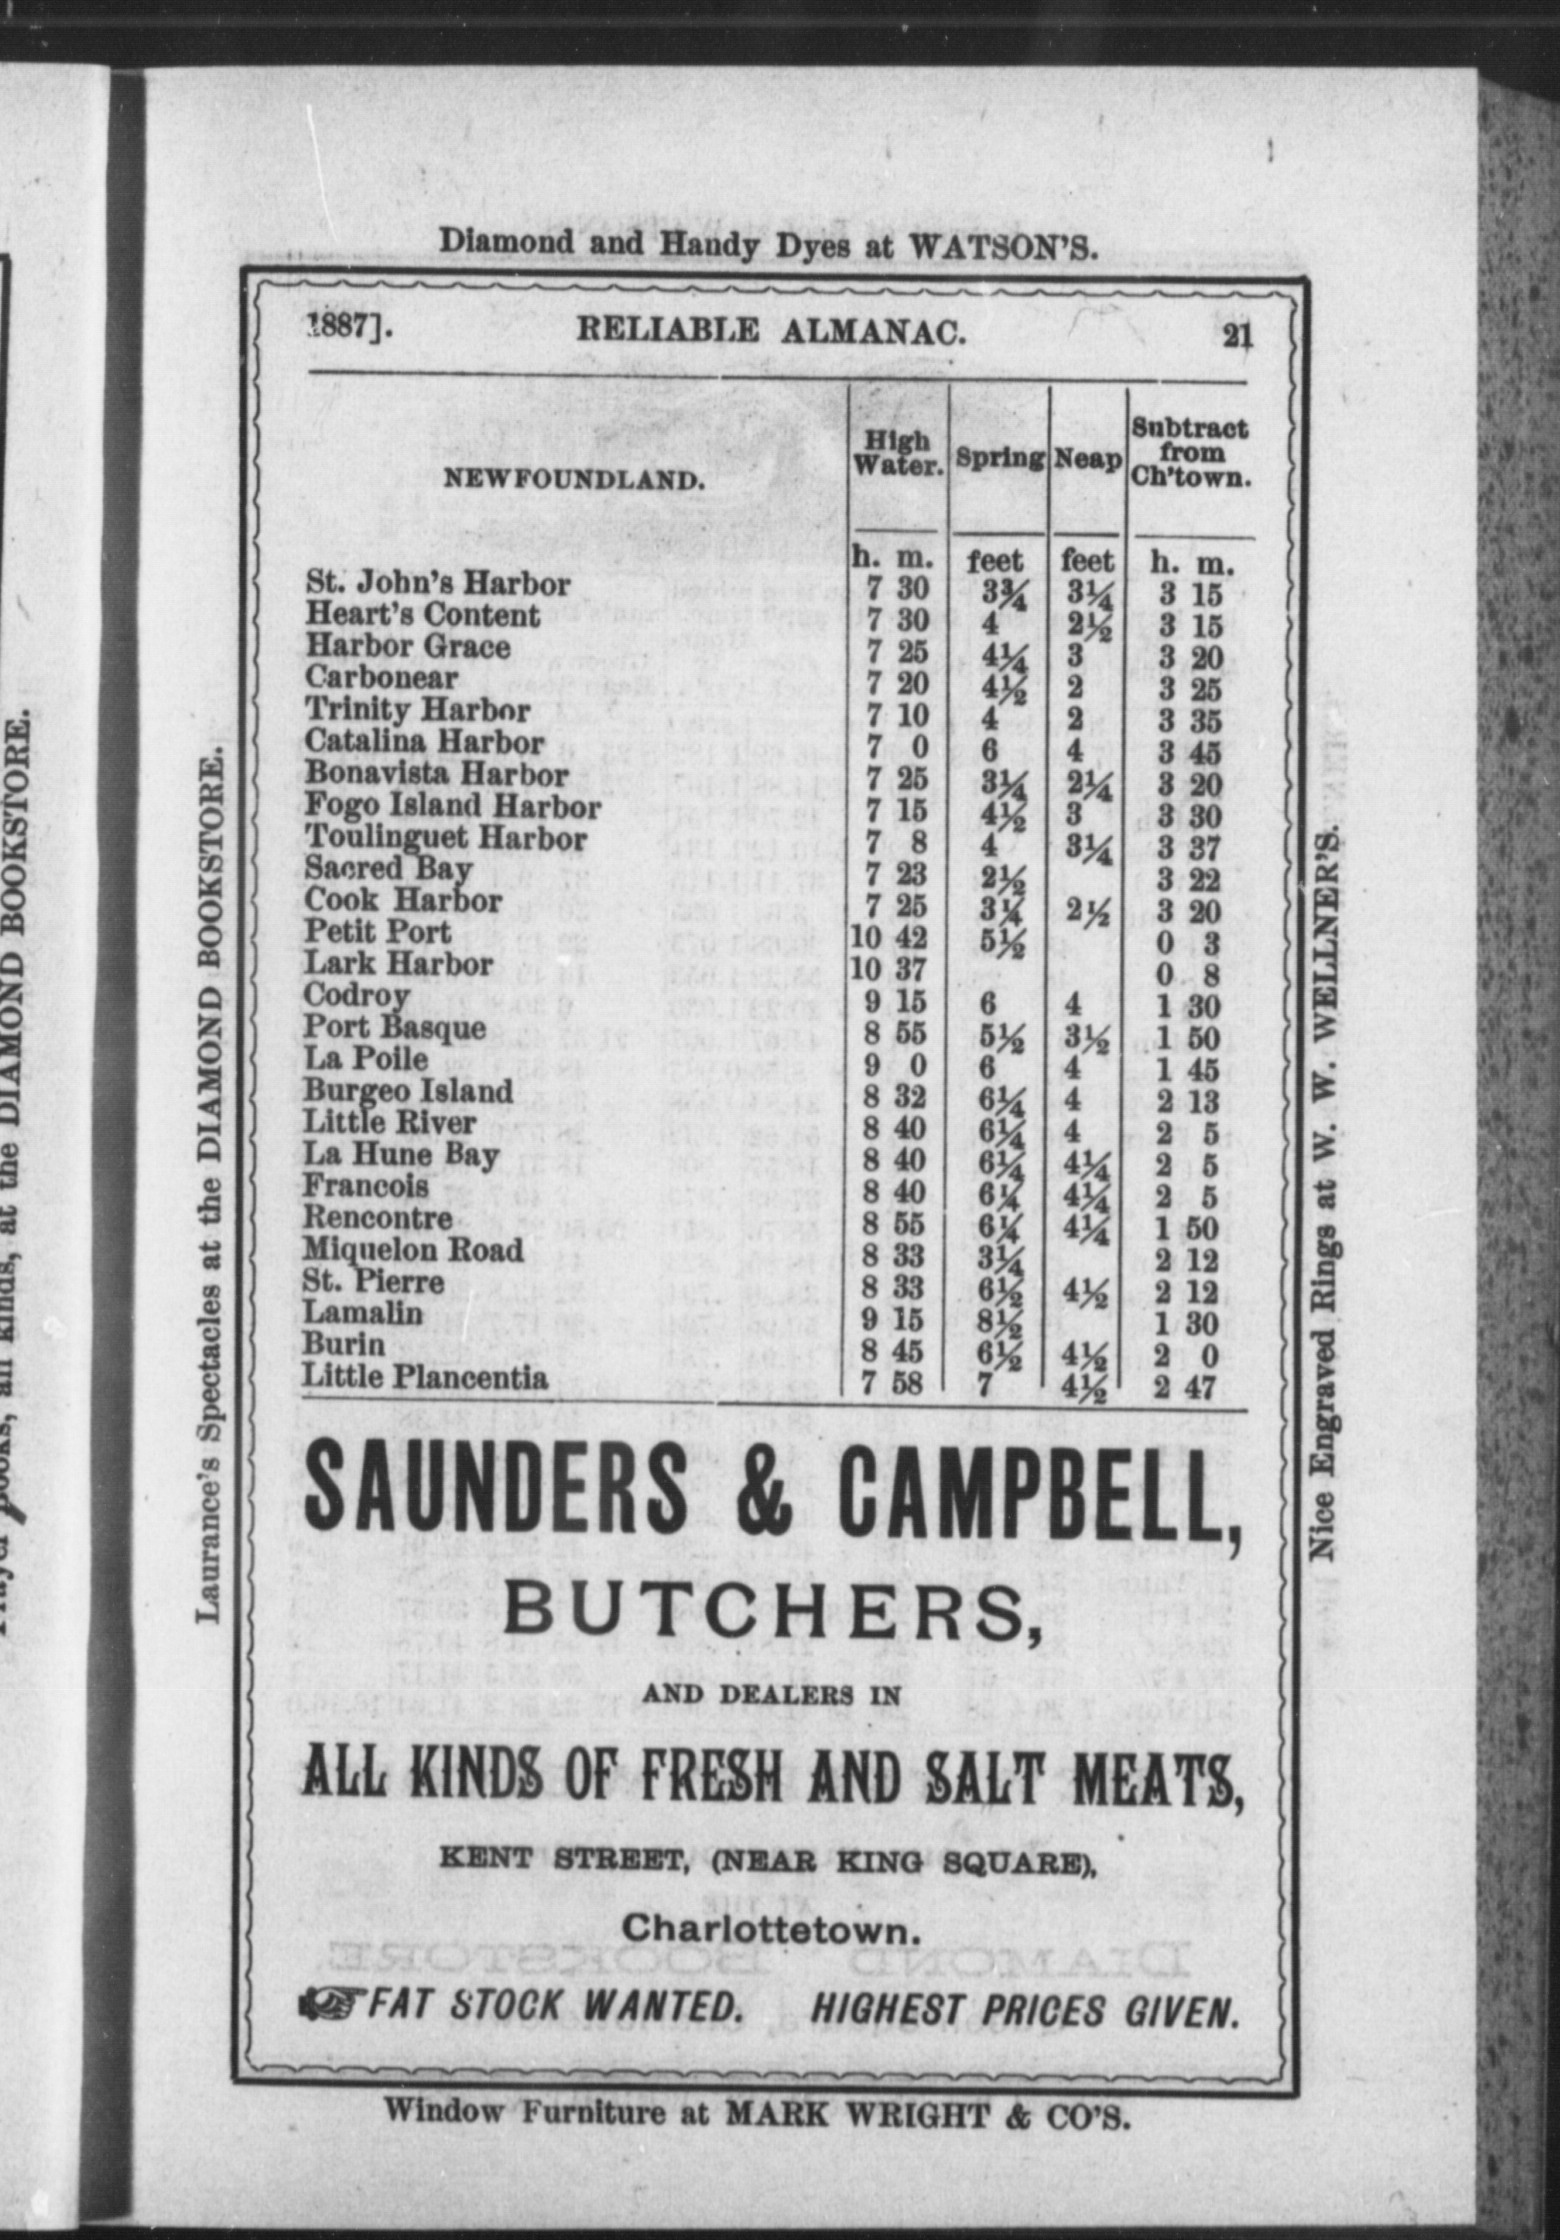 Diamond and Handy Dyes at WATSON'S.
1887]. RELIABLE ALMANAC. 21
NEWFOUNDLAND. High Water. Spring Neap Subtract from Ch'town.
h. m. feet feet h. m.
St. John's Harbor 7 30 3¾ 3¼ 3 15
Heart's Content 7 30 4 2½ 3 15
Harbor Grace 7 25 4¼ 3 3 20
Carbonear 7 20 4½ 2 3 25
Trinity Harbor 7 10 4 2 3 35
Catalina Harbor 7 0 6 4 3 45
Bonavista Harbor 7 25 3¼ 2¼ 3 20
Fogo Island Harbor 7 15 4½ 3 3 30
Toulinguet Harbor 7 8 4 3¼ 3 37
Sacred Bay 7 23 2½ 3 22
Cook Harbor 7 25 3¼ 2½ 3 20
Petit Port 10 42 5½ 0 3
Lark Harbor 10 37 0 8
Codroy 9 15 6 4 1 30
Port Basque 8 55 5½ 3½ 1 50
La Poile 9 0 6 4 1 45
Burgeo Island 8 32 6¼ 4 2 13
Little River 8 40 6¼ 4 2 5
La Hune Bay 8 40 6¼ 4¼ 2 5
Francois 8 40 6¼ 4¼ 2 5
Rencontre 8 55 6¼ 4¼ 1 50
Miquelon Road 8 33 3¼ 2 12
St. Pierre 8 33 6½ 4½ 2 12
Lamalin 9 15 8½ 1 30
Burin 8 45 6½ 4½ 2 0
Little Plancentia 7 58 7 4½ 2 47
SAUNDERS & CAMPBELL,
BUTCHERS,
AND DEALERS IN
ALL KINDS OF FRESH AND SALT MEATS,
KENT STREET, (NEAR KING SQUARE),
Charlottetown.
☞FAT STOCK WANTED. HIGHEST PRICES GIVEN.
Window Furniture at MARK WRIGHT & CO'S.
Laurance's Spectacles at the DIAMOND BOOKSTORE.
Nice Engraved Rings at W. W. WELLNER'S.
all kinds, at the DIAMOND BOOKSTORE.